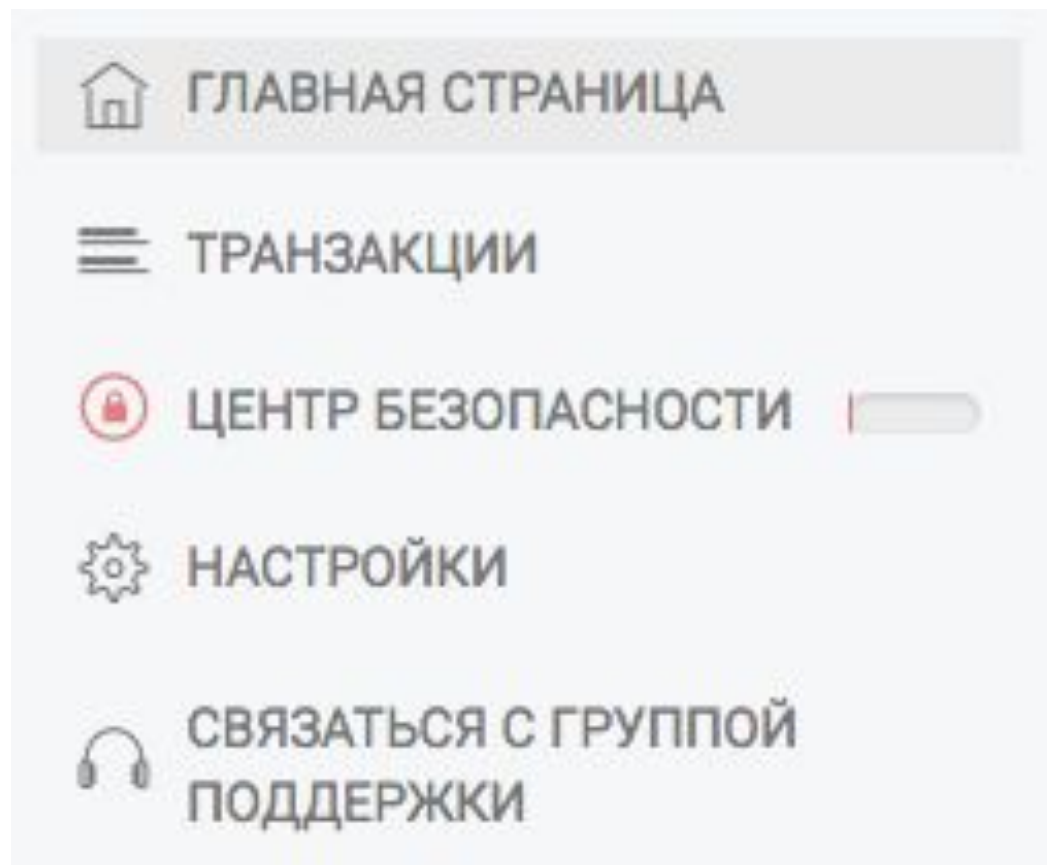 ГЛАВНАЯ СТРАНИЦА
ТРАНЗАКЦИИ
ЦЕНТР БЕЗОПАСНОСТИ
НАСТРОЙКИ
СВЯЗАТЬСЯ С ГРУППОЙ
ПОДДЕРЖКИ